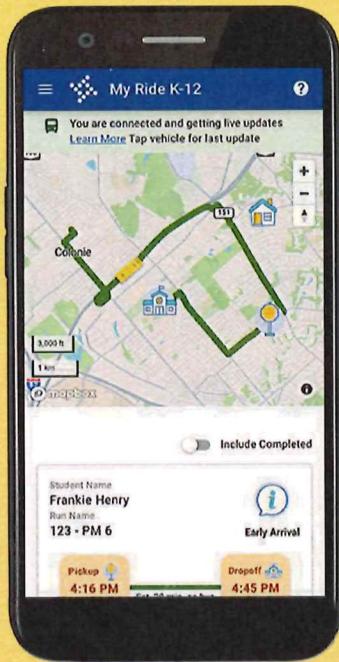 My Ride K-12
You are connected and getting live updates
Learn More Tap vehicle for last update
151
Colonie
3,000 ft
1 km
mapbox
Include Completed
Student Name
Frankie Henry
Run Name
123 - PM 6
Early Arrival
Pickup
4:16 PM
Dropoff
4:45 PM